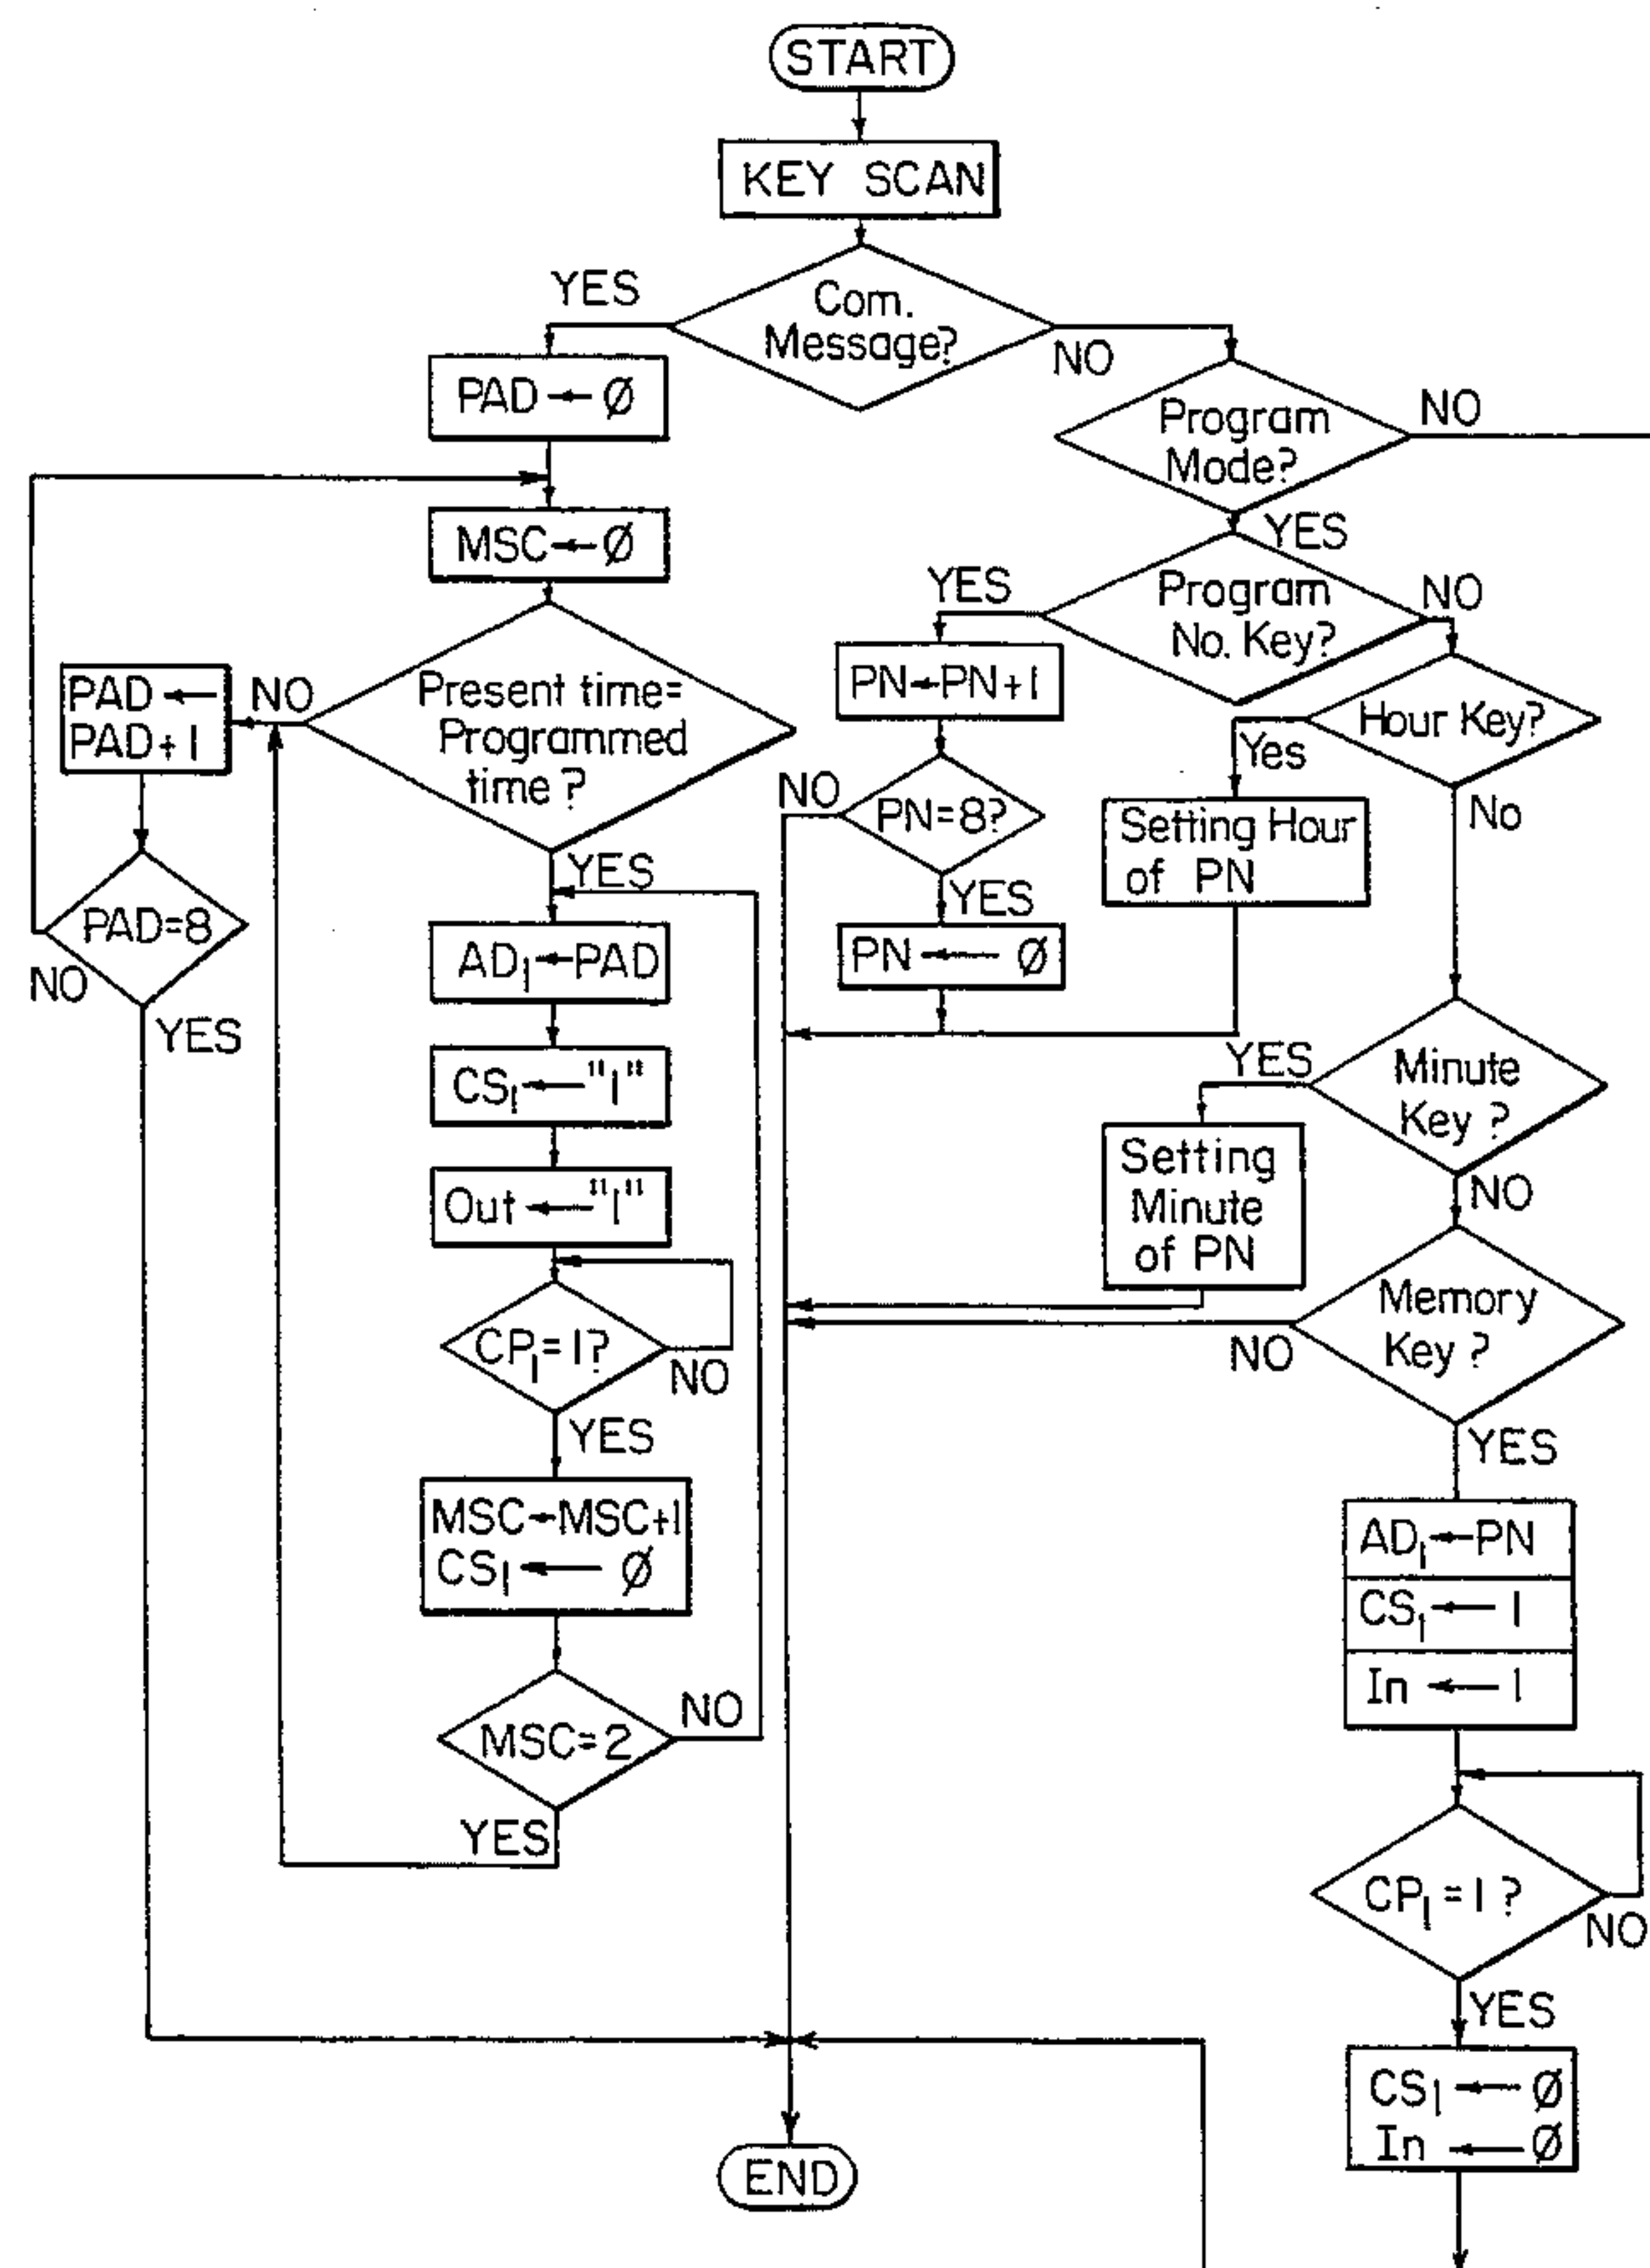 START
KEY SCAN
Com.
Message?
YES
NO
PAD ← Ø
MSC ← Ø
Present time=
Programmed
time ?
NO
PAD ←
PAD+1
PAD=8
NO
YES
YES
AD₁ ← PAD
CS₁ ← "1"
Out ← "1"
CP₁=1?
NO
YES
MSC ← MSC+1
CS₁ ← Ø
MSC=2
NO
YES
Program
Mode?
NO
YES
Program
No. Key?
YES
NO
PN ← PN+1
PN=8?
NO
YES
PN ← Ø
Hour Key?
Yes
No
Setting Hour
of PN
Minute
Key ?
YES
NO
Setting
Minute
of PN
Memory
Key ?
NO
YES
AD₁ ← PN
CS₁ ← 1
In ← 1
CP₁=1 ?
NO
YES
CS₁ ← Ø
In ← Ø
END